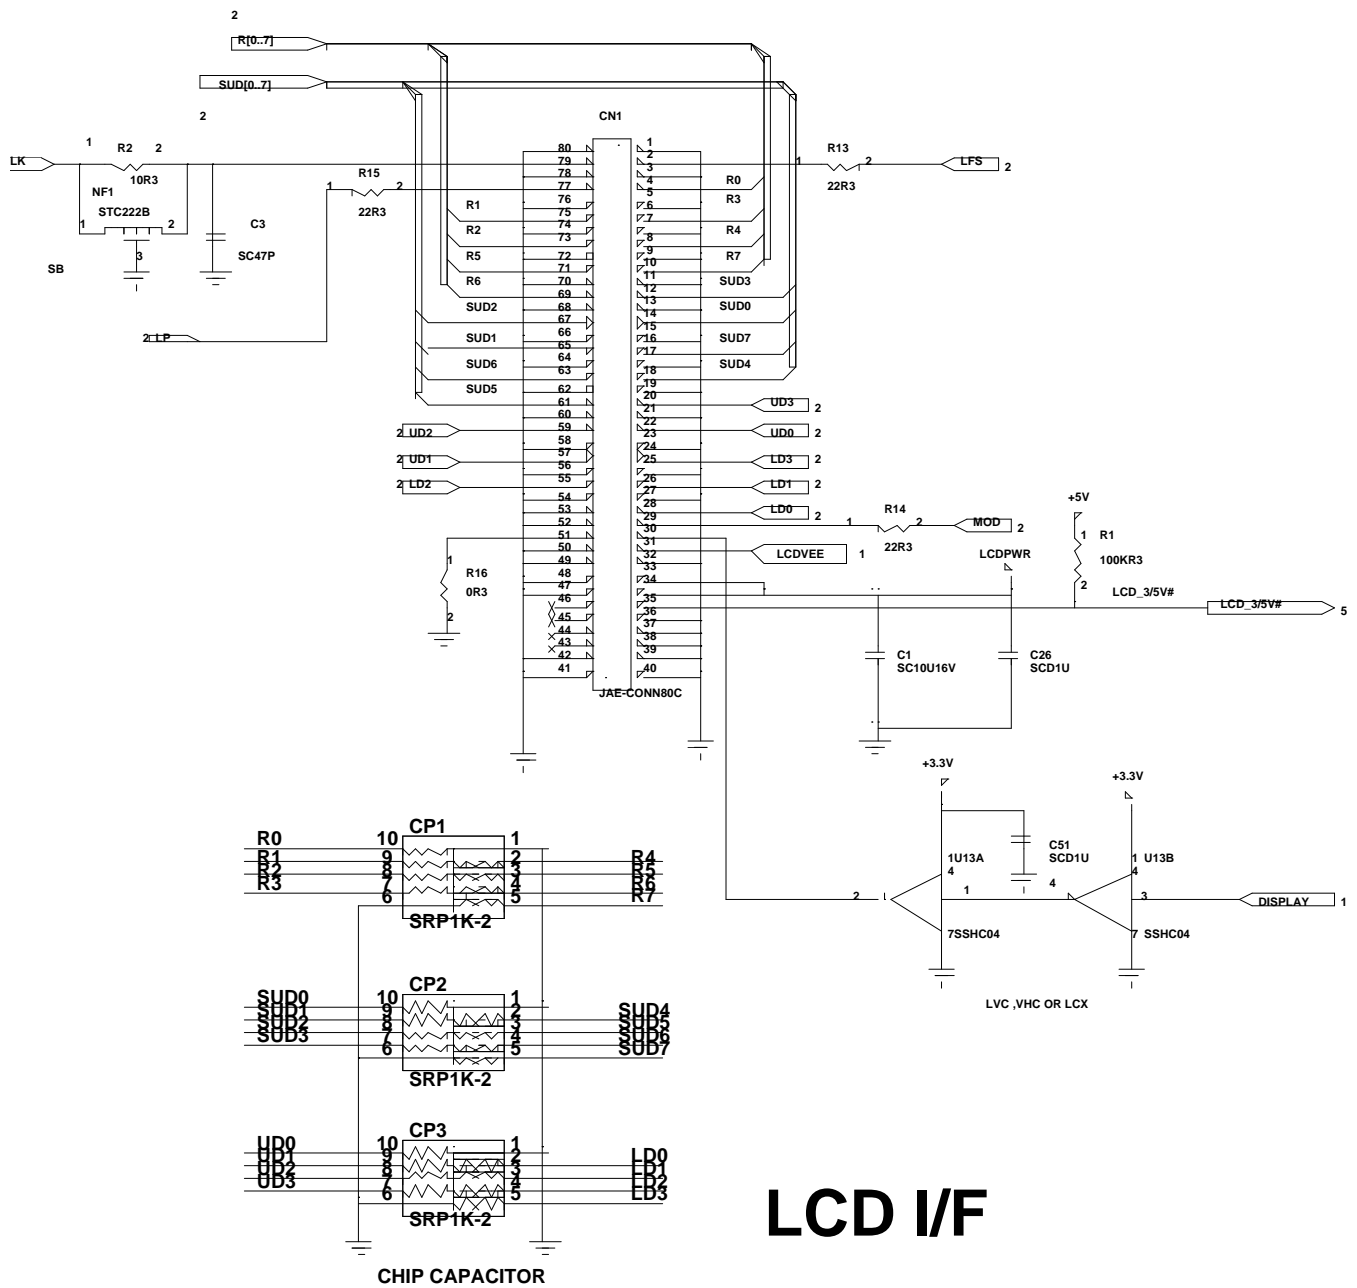 2
R[0..7]
SUD[0..7]
2
CN1
LK
1 R2 2
10R3
NF1
STC222B
1 2
3
SB
C3
SC47P
R15
2
22R3
1
2 LP
1 R13 2
22R3
LFS 2
80 1
79 2
78 3
77 4
76 5
75 6
74 7
73 8
72 9
71 10
70 11
69 12
68 13
67 14
66 15
65 16
64 17
63 18
62 19
61 20
60 21
59 22
58 23
57 24
56 25
55 26
54 27
53 28
52 29
51 30
50 31
49 32
48 33
47 34
46 35
45 36
44 37
43 38
42 39
41 40
R1 R0
R2 R3
R5 R4
R6 R7
SUD2 SUD3
SUD1 SUD0
SUD6 SUD7
SUD5 SUD4
UD3 2
2 UD2 UD0 2
2 UD1 LD3 2
2 LD2 LD1 2
LD0 2
1 R14 2
22R3
MOD 2
LCDVEE 1
+5V
1 R1
100KR3
2
LCDPWR
LCD_3/5V#
LCD_3/5V# 5
1
R16
0R3
2
C1
SC10U16V
C26
SCD1U
JAE-CONN80C
+3.3V
+3.3V
C51
SCD1U
1U13A
4
1 U13B
4
2 1 4 3
DISPLAY 1
7SSHC04
7 SSHC04
LVC ,VHC OR LCX
CP1
R0 10 1
R1 9 2 R4
R2 8 3 R5
R3 7 4 R6
6 5 R7
SRP1K-2
CP2
SUD0 10 1
SUD1 9 2 SUD4
SUD2 8 3 SUD5
SUD3 7 4 SUD6
6 5 SUD7
SRP1K-2
CP3
UD0 10 1
UD1 9 2 LD0
UD2 8 3 LD1
UD3 7 4 LD2
6 5 LD3
SRP1K-2
CHIP CAPACITOR
LCD I/F